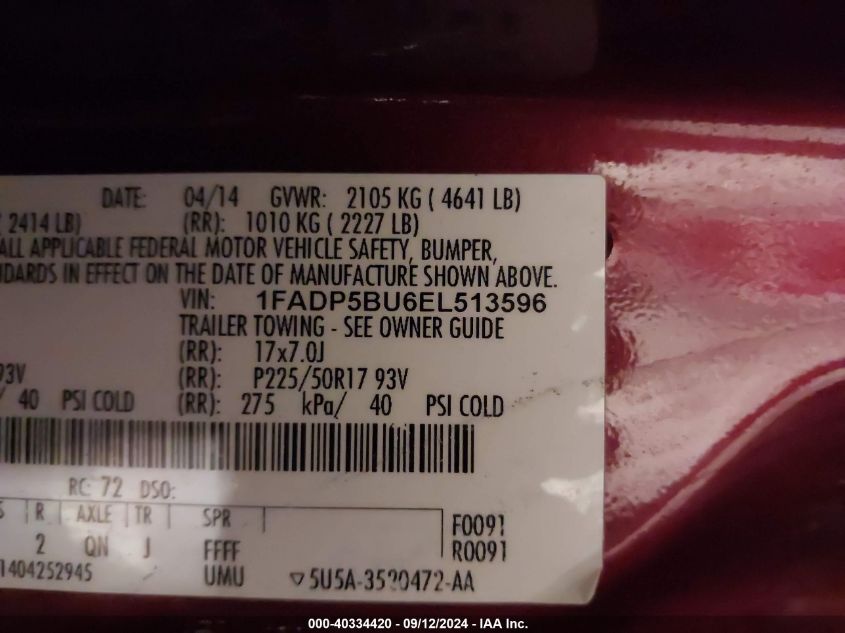 DATE: 04/14 GVWR: 2105 KG ( 4641 LB)
( 2414 LB) (RR): 1010 KG ( 2227 LB)
ALL APPLICABLE FEDERAL MOTOR VEHICLE SAFETY, BUMPER,
NDARDS IN EFFECT ON THE DATE OF MANUFACTURE SHOWN ABOVE.
VIN: 1FADP5BU6EL513596
TRAILER TOWING - SEE OWNER GUIDE
(RR): 17x7.0J
93V (RR): P225/50R17 93V
/ 40 PSI COLD (RR): 275 kPa/ 40 PSI COLD
RC: 72 DSO:
S R AXLE TR SPR F0091
2 QN J FFFF R0091
1404252945 UMU 5U5A-3520472-AA
000-40334420 - 09/12/2024 - IAA Inc.